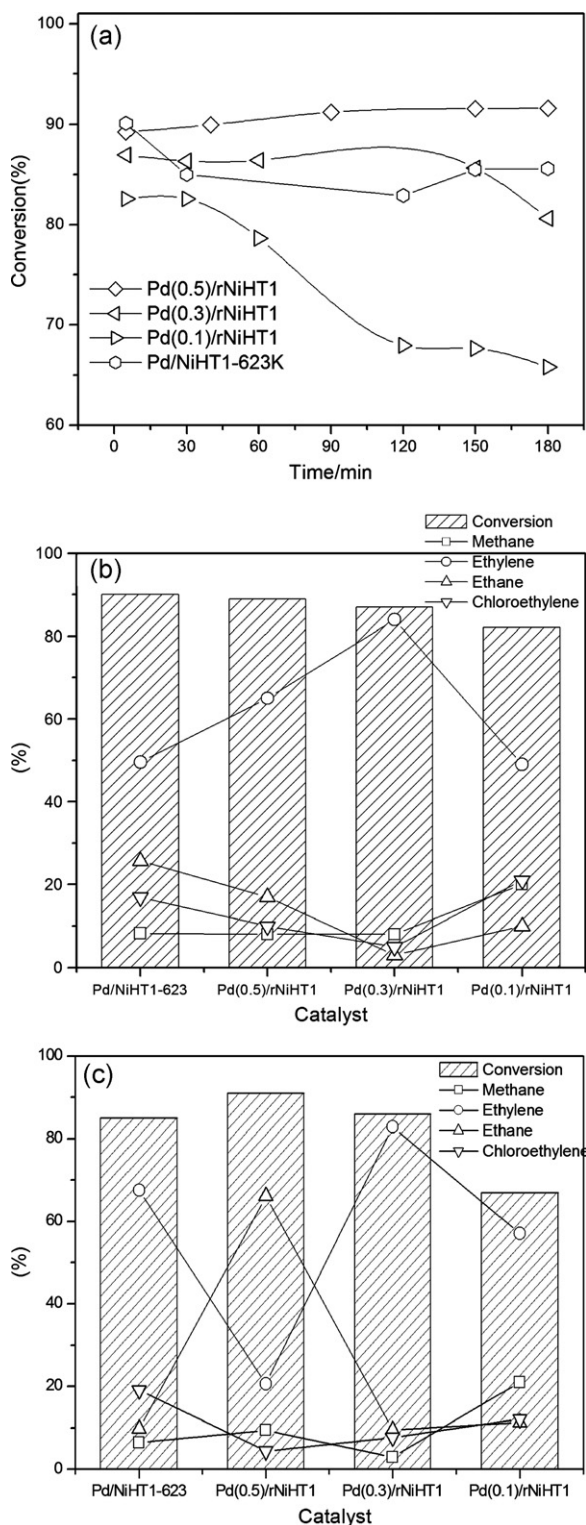 (a)
100
90
80
70
60
Conversion(%)
Pd(0.5)/rNiHT1
Pd(0.3)/rNiHT1
Pd(0.1)/rNiHT1
Pd/NiHT1-623K
0 30 60 90 120 150 180
Time/min
Conversion
Methane
Ethylene
Ethane
Chloroethylene
(b)
100
80
60
40
20
0
(%)
Pd/NiHT1-623 Pd(0.5)/rNiHT1 Pd(0.3)/rNiHT1 Pd(0.1)/rNiHT1
Catalyst
(c)
Conversion
Methane
Ethylene
Ethane
Chloroethylene
100
80
60
40
20
0
(%)
Pd/NiHT1-623 Pd(0.5)/rNiHT1 Pd(0.3)/rNiHT1 Pd(0.1)/rNiHT1
Catalyst